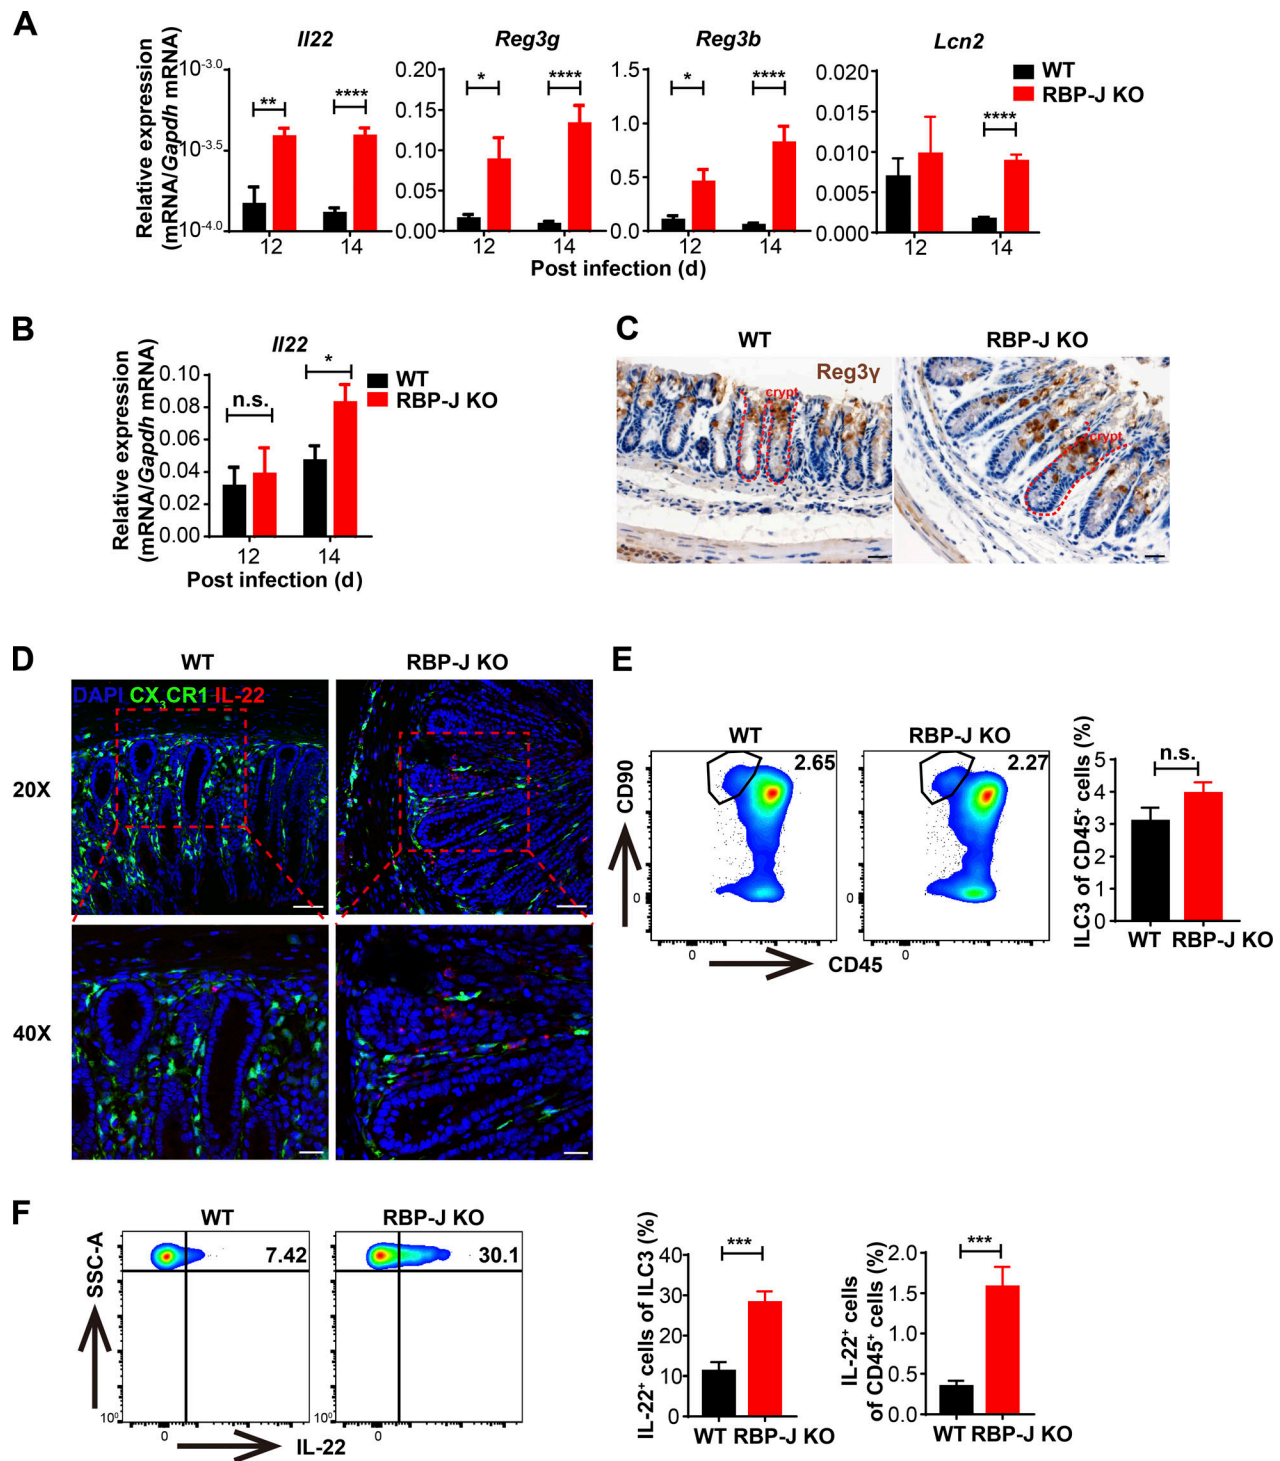 A
Il22
Reg3g
Reg3b
Lcn2
WT
RBP-J KO
Relative expression
(mRNA/Gapdh mRNA)
10^-3.0
10^-3.5
10^-4.0
**
****
12
14
0.20
0.15
0.10
0.05
0.00
*
****
12
14
1.5
1.0
0.5
0.0
*
****
12
14
0.020
0.015
0.010
0.005
0.000
****
12
14
Post infection (d)
B
Il22
WT
RBP-J KO
Relative expression
(mRNA/Gapdh mRNA)
0.10
0.08
0.06
0.04
0.02
0.00
n.s.
*
12
14
Post infection (d)
C
WT
RBP-J KO
Reg3γ
crypt
crypt
D
WT
RBP-J KO
DAPI CX₃CR1 IL-22
20X
40X
E
WT
RBP-J KO
2.65
2.27
CD90
0
0
0
0
CD45
ILC3 of CD45⁺ cells (%)
5
4
3
2
1
0
n.s.
WT RBP-J KO
F
WT
RBP-J KO
7.42
30.1
SSC-A
10⁰
10⁰
0
0
IL-22
IL-22⁺ cells of ILC3 (%)
40
30
20
10
0
***
WT RBP-J KO
IL-22⁺ cells
of CD45⁺ cells (%)
2.0
1.5
1.0
0.5
0.0
***
WT RBP-J KO